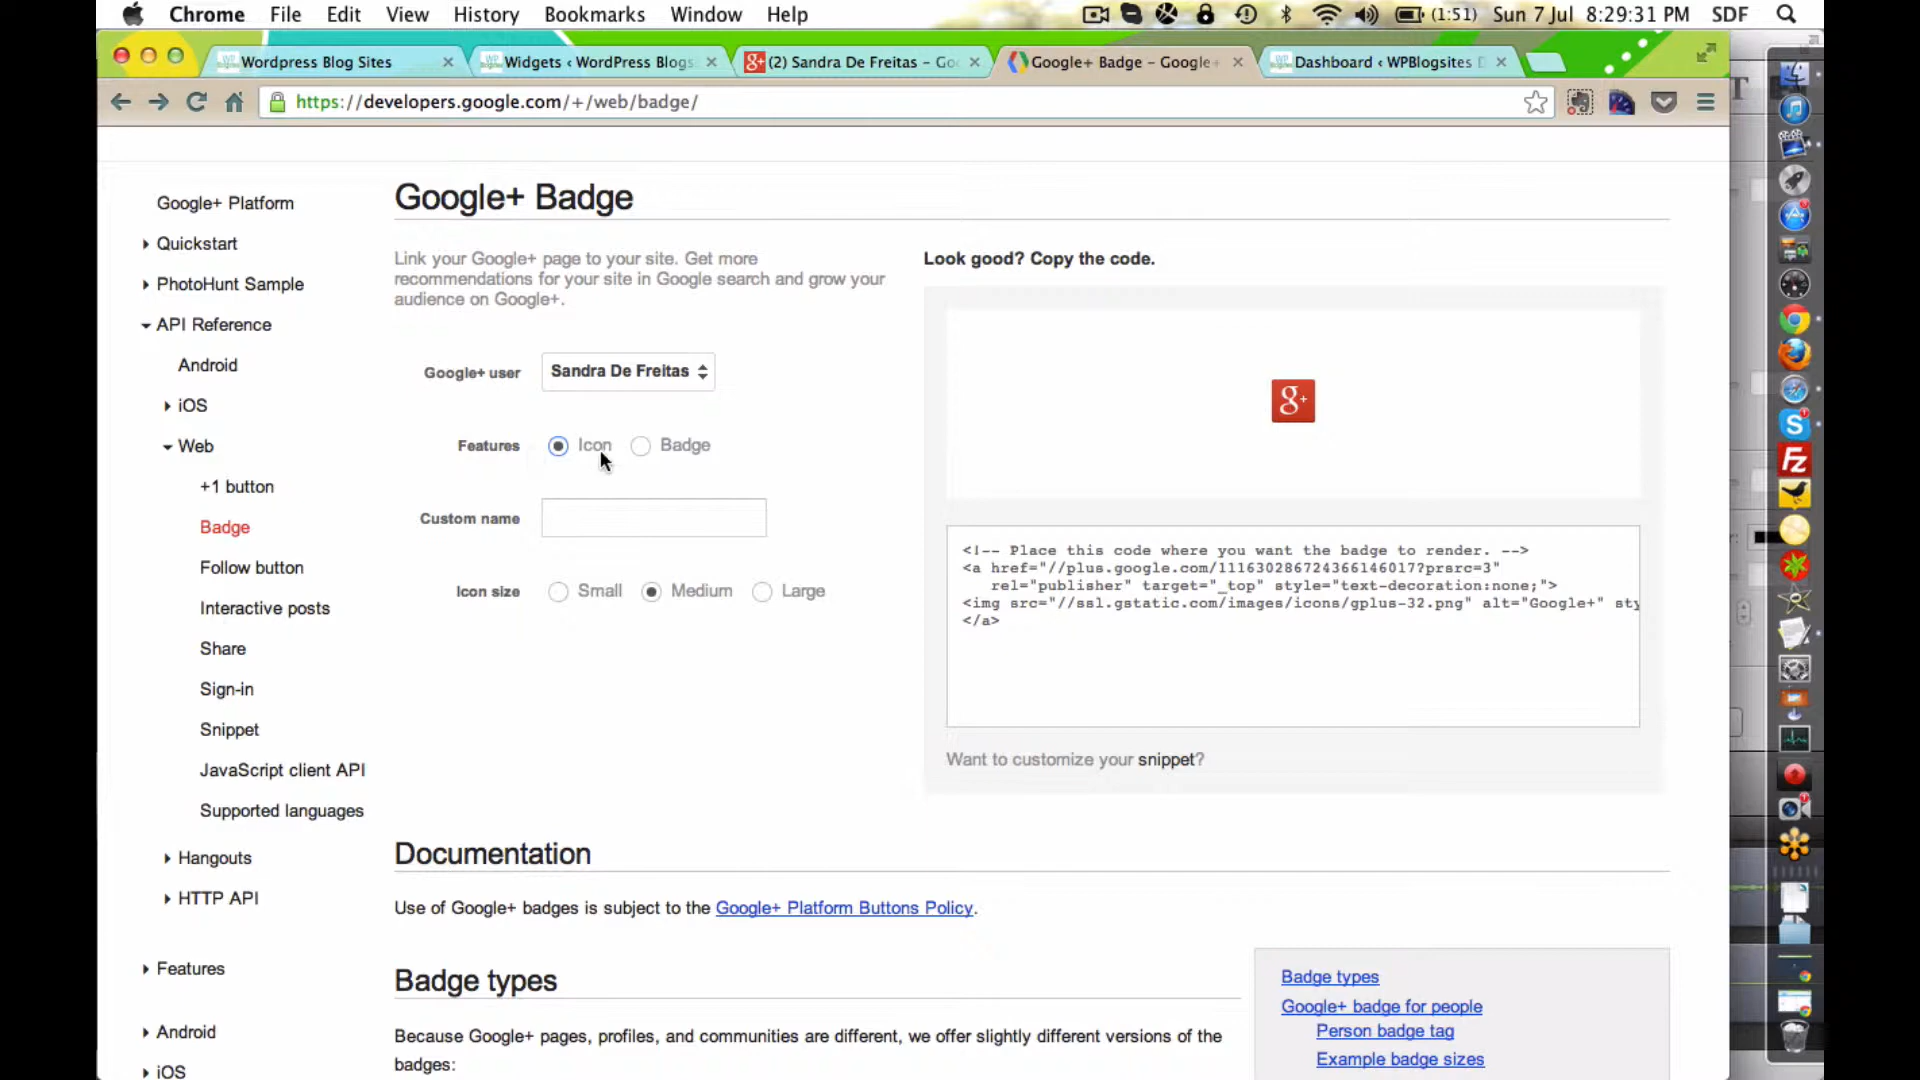 Chrome File Edit View History Bookmarks Window Help (1:51) Sun 7 Jul 8:29:31 PM SDF
Wordpress Blog Sites
Widgets ‹ WordPress Blogs
(2) Sandra De Freitas - Goo
Google+ Badge - Google+
Dashboard ‹ WPBlogsites D
https://developers.google.com/+/web/badge/
Google+ Platform
Quickstart
PhotoHunt Sample
API Reference
Android
iOS
Web
+1 button
Badge
Follow button
Interactive posts
Share
Sign-in
Snippet
JavaScript client API
Supported languages
Hangouts
HTTP API
Features
Android
iOS
Google+ Badge
Link your Google+ page to your site. Get more
recommendations for your site in Google search and grow your
audience on Google+.
Google+ user Sandra De Freitas
Features Icon Badge
Custom name
Icon size Small Medium Large
Look good? Copy the code.
g+
<!-- Place this code where you want the badge to render. -->
<a href="//plus.google.com/111630286724366146017?prsrc=3"
rel="publisher" target="_top" style="text-decoration:none;">
<img src="//ssl.gstatic.com/images/icons/gplus-32.png" alt="Google+" sty
</a>
Want to customize your snippet?
Documentation
Use of Google+ badges is subject to the Google+ Platform Buttons Policy.
Badge types
Because Google+ pages, profiles, and communities are different, we offer slightly different versions of the
badges:
Badge types
Google+ badge for people
Person badge tag
Example badge sizes